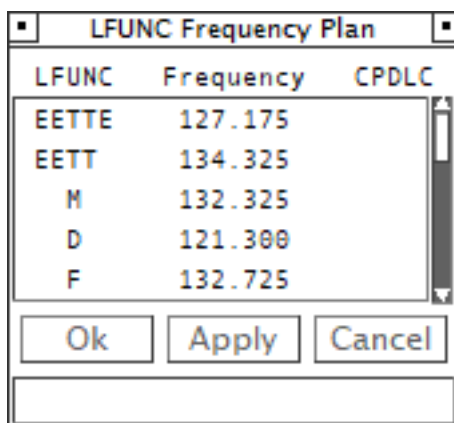 LFUNC Frequency Plan
LFUNC Frequency CPDLC
EETTE 127.175
EETT 134.325
M 132.325
D 121.300
F 132.725
Ok Apply Cancel